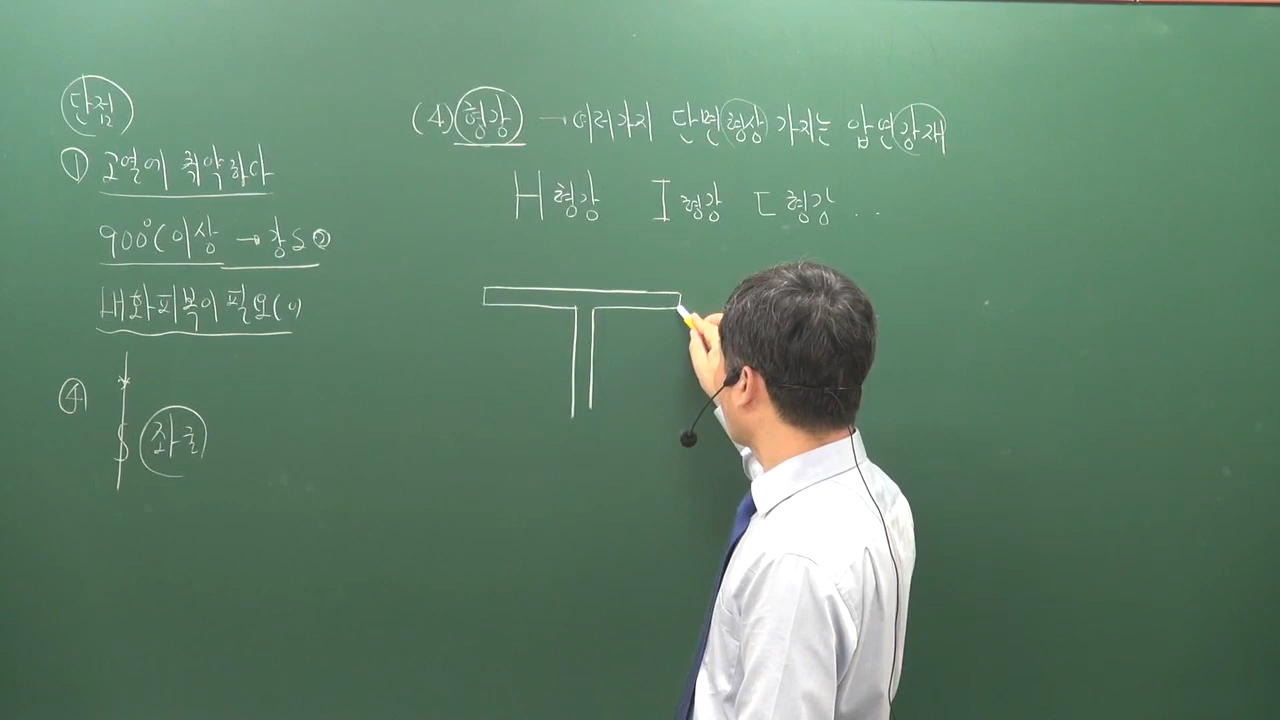 단점
① 고열에 취약하다
900℃ 이상 → 강도 ⓪
내화피복이 필요(
④ 좌굴
(4) 형강 → 여러가지 단면형상 가지는 압연강재
H형강 I형강 ㄷ형강 ..